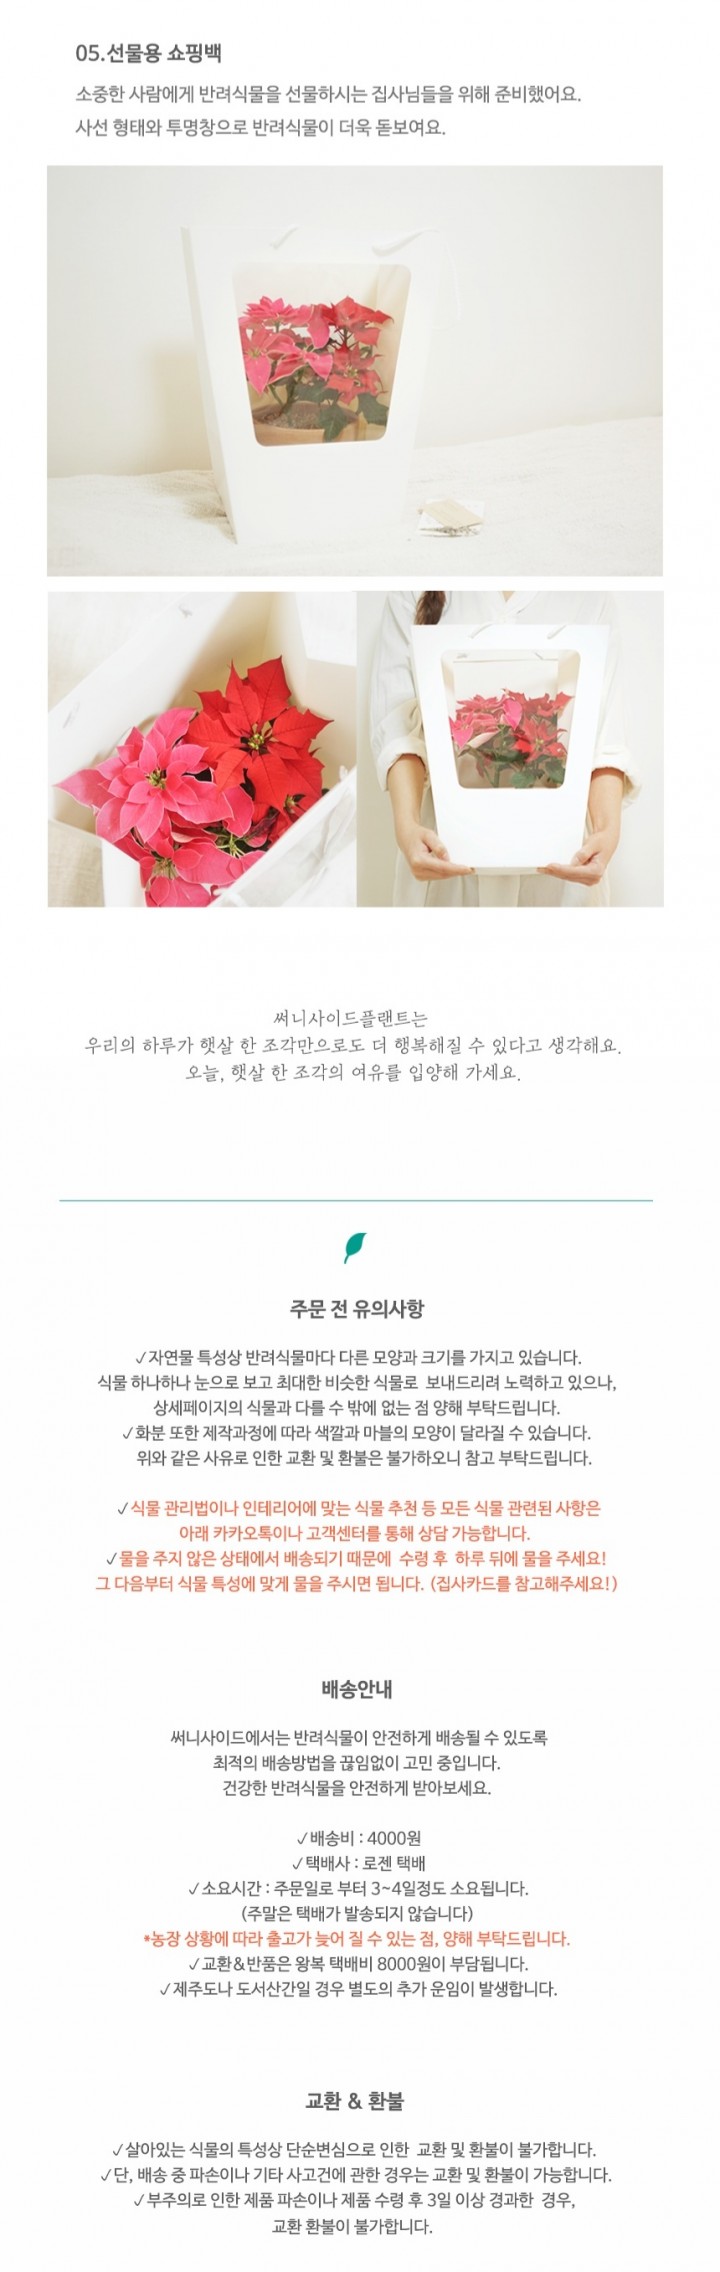 05.선물용 쇼핑백
소중한 사람에게 반려식물을 선물하시는 집사님들을 위해 준비했어요.
사선 형태와 투명창으로 반려식물이 더욱 돋보여요.
써니사이드플랜트는
우리의 하루가 햇살 한 조각만으로도 더 행복해질 수 있다고 생각해요.
오늘, 햇살 한 조각의 여유를 입양해 가세요.
주문 전 유의사항
✓자연물 특성상 반려식물마다 다른 모양과 크기를 가지고 있습니다.
식물 하나하나 눈으로 보고 최대한 비슷한 식물로 보내드리려 노력하고 있으나,
상세페이지의 식물과 다를 수 밖에 없는 점 양해 부탁드립니다.
✓화분 또한 제작과정에 따라 색깔과 마블의 모양이 달라질 수 있습니다.
위와 같은 사유로 인한 교환 및 환불은 불가하오니 참고 부탁드립니다.
✓식물 관리법이나 인테리어에 맞는 식물 추천 등 모든 식물 관련된 사항은
아래 카카오톡이나 고객센터를 통해 상담 가능합니다.
✓물을 주지 않은 상태에서 배송되기 때문에 수령 후 하루 뒤에 물을 주세요!
그 다음부터 식물 특성에 맞게 물을 주시면 됩니다. (집사카드를 참고해주세요!)
배송안내
써니사이드에서는 반려식물이 안전하게 배송될 수 있도록
최적의 배송방법을 끊임없이 고민 중입니다.
건강한 반려식물을 안전하게 받아보세요.
✓배송비 : 4000원
✓택배사 : 로젠 택배
✓소요시간 : 주문일로 부터 3~4일정도 소요됩니다.
(주말은 택배가 발송되지 않습니다)
*농장 상황에 따라 출고가 늦어 질 수 있는 점, 양해 부탁드립니다.
✓교환&반품은 왕복 택배비 8000원이 부담됩니다.
✓제주도나 도서산간일 경우 별도의 추가 운임이 발생합니다.
교환 & 환불
✓살아있는 식물의 특성상 단순변심으로 인한 교환 및 환불이 불가합니다.
✓단, 배송 중 파손이나 기타 사고건에 관한 경우는 교환 및 환불이 가능합니다.
✓부주의로 인한 제품 파손이나 제품 수령 후 3일 이상 경과한 경우,
교환 환불이 불가합니다.